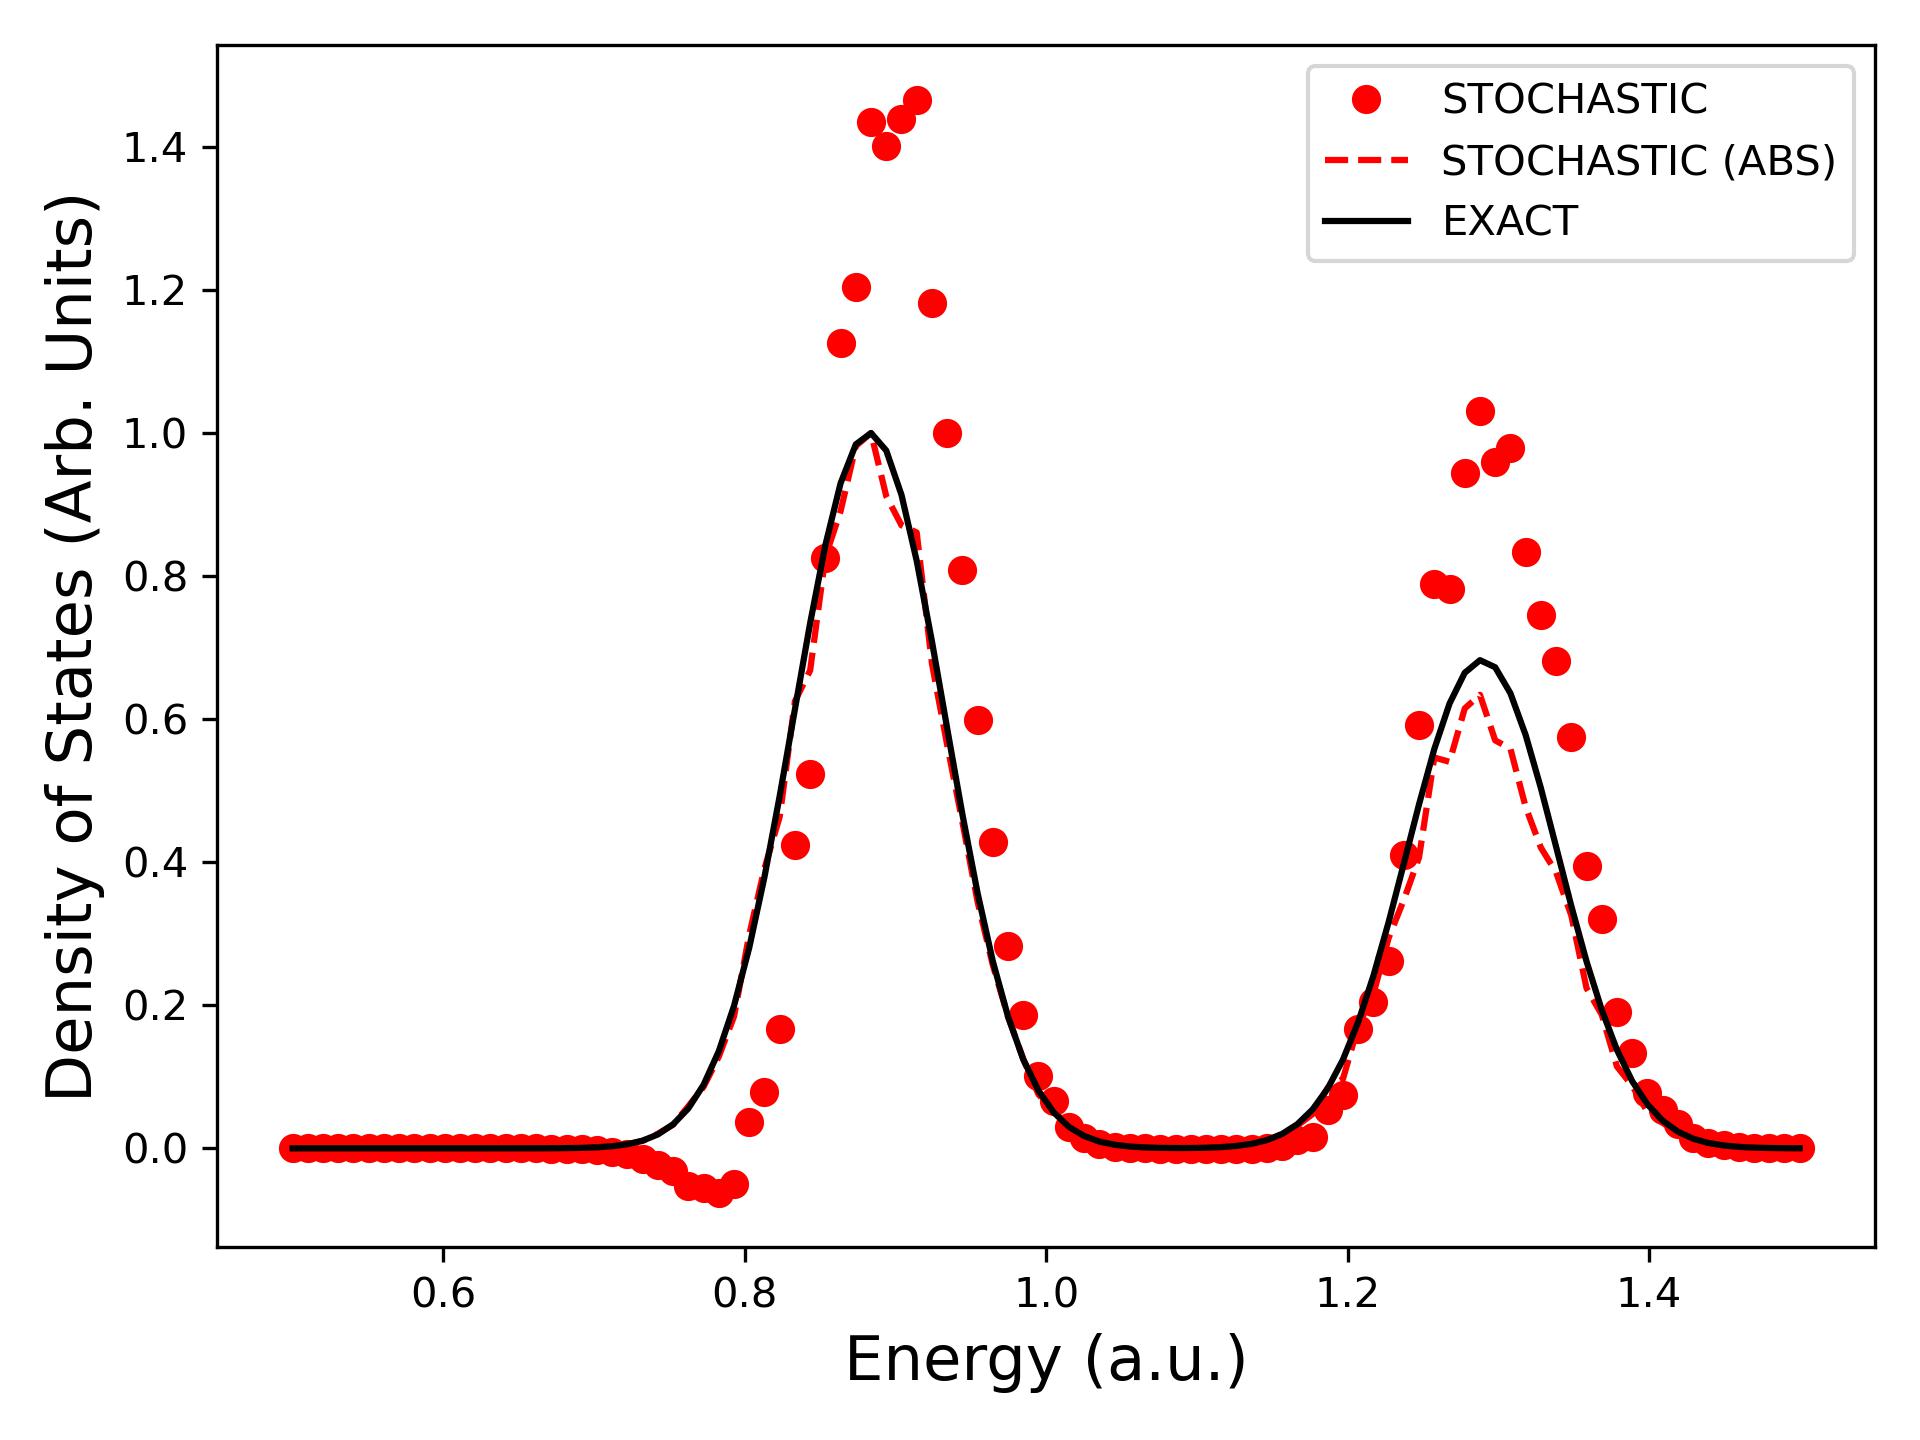 STOCHASTIC
STOCHASTIC (ABS)
EXACT
Density of States (Arb. Units)
1.4
1.2
1.0
0.8
0.6
0.4
0.2
0.0
0.6 0.8 1.0 1.2 1.4
Energy (a.u.)